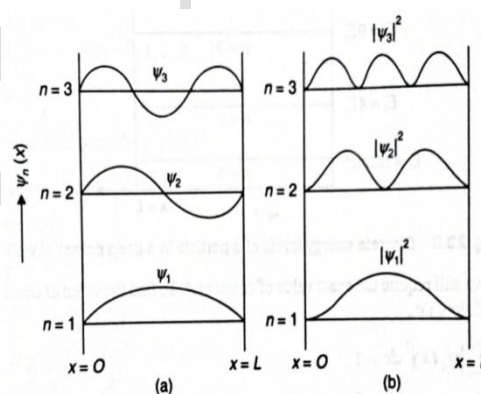 ψ₃
|ψ₃|²
n = 3
n = 3
ψ₂
|ψ₂|²
n = 2
n = 2
ψₙ (x)
ψ₁
|ψ₁|²
n = 1
n = 1
x = O
x = L
x = O
x = L
(a)
(b)